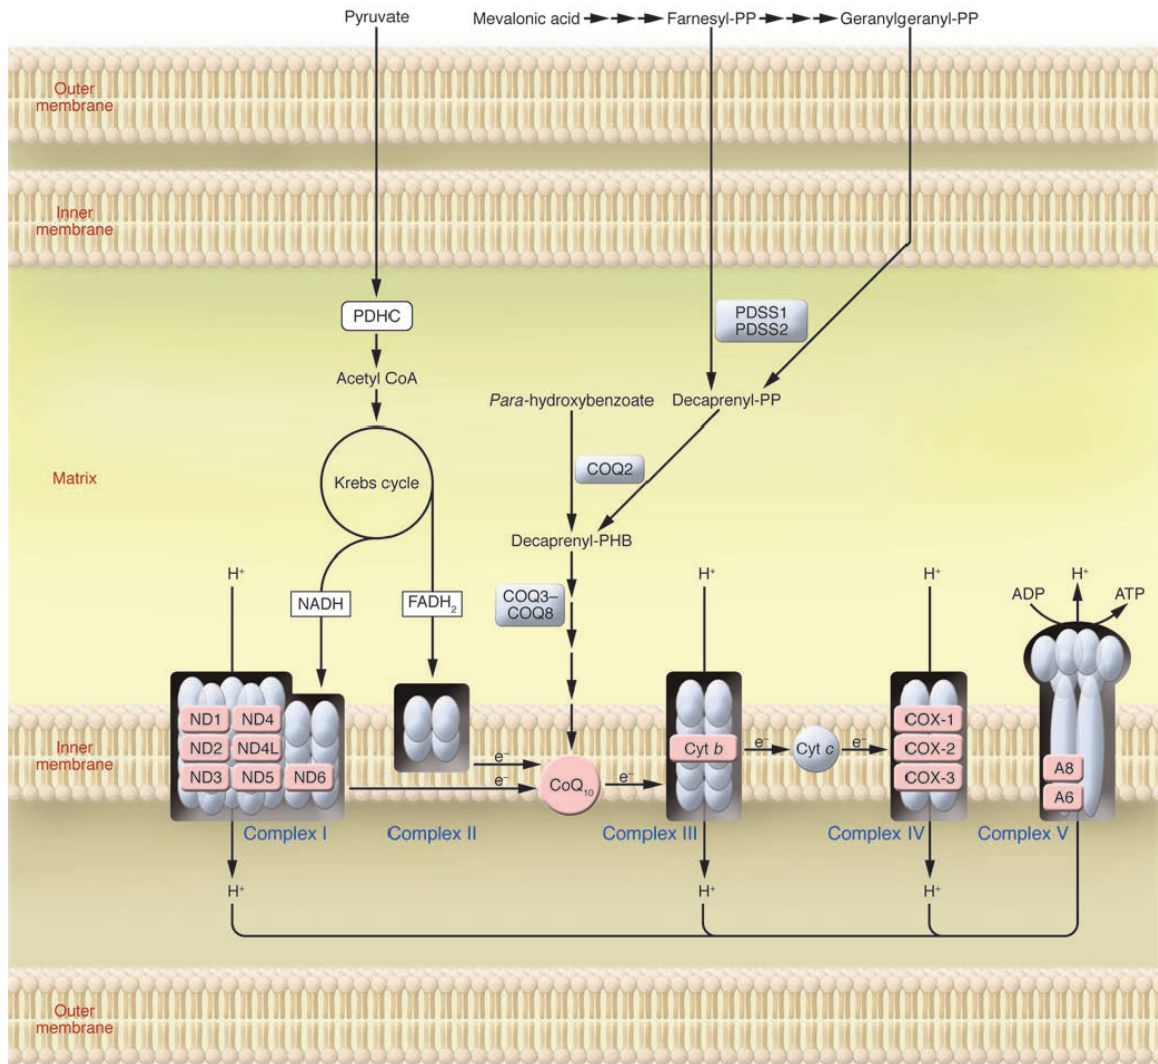 Pyruvate
Mevalonic acid
Farnesyl-PP
Geranylgeranyl-PP
Outer
membrane
Inner
membrane
PDHC
PDSS1
PDSS2
Acetyl CoA
Para-hydroxybenzoate
Decaprenyl-PP
Matrix
Krebs cycle
COQ2
Decaprenyl-PHB
H⁺
NADH
FADH₂
COQ3–
COQ8
H⁺
H⁺
ADP
H⁺
ATP
Inner
membrane
ND1
ND4
ND2
ND4L
ND3
ND5
ND6
e⁻
e⁻
CoQ₁₀
e⁻
Cyt b
e⁻
Cyt c
e⁻
COX-1
COX-2
COX-3
A8
A6
Complex I
Complex II
Complex III
Complex IV
Complex V
H⁺
H⁺
H⁺
Outer
membrane